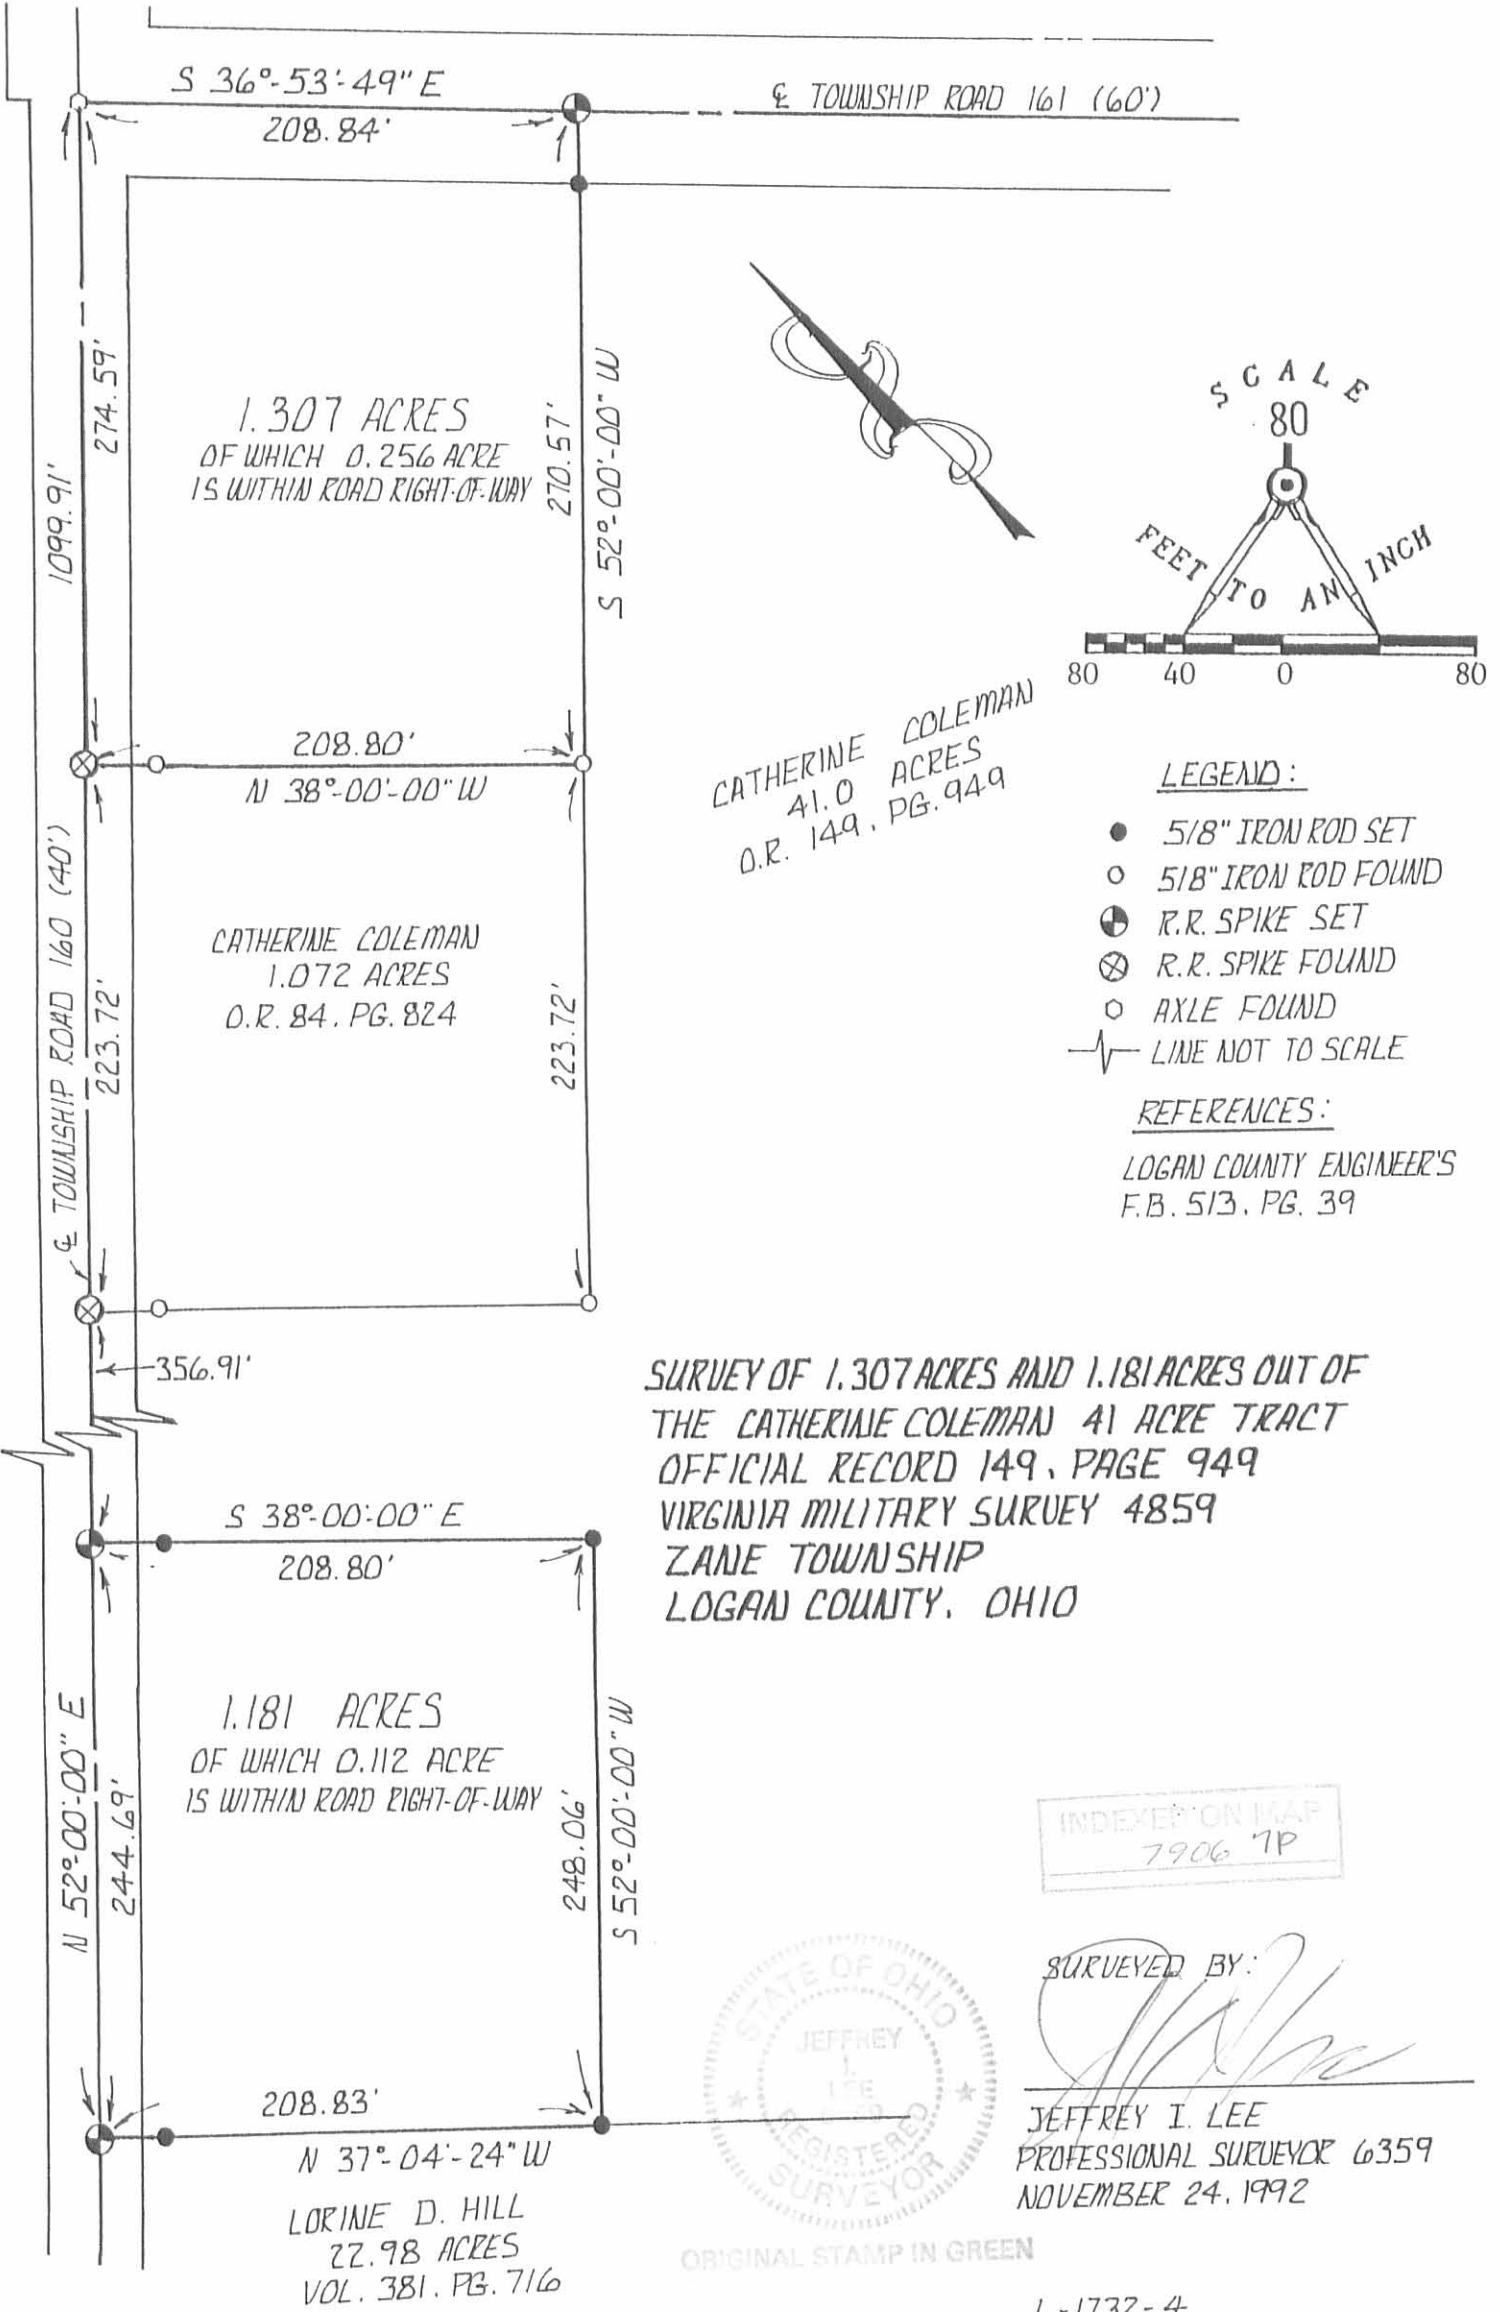 S 36°-53'-49" E
208.84'
℄ TOWNSHIP ROAD 161 (60')
274.59'
1099.91'
1.307 ACRES
OF WHICH 0.256 ACRE
IS WITHIN ROAD RIGHT-OF-WAY
270.57'
S 52°-00'-00" W
SCALE
80
FEET TO AN INCH
80 40 0 80
208.80'
N 38°-00'-00" W
CATHERINE COLEMAN
41.0 ACRES
O.R. 149, PG. 949
LEGEND:
5/8" IRON ROD SET
5/8" IRON ROD FOUND
R.R. SPIKE SET
R.R. SPIKE FOUND
AXLE FOUND
LINE NOT TO SCALE
REFERENCES:
LOGAN COUNTY ENGINEER'S
F.B. 513, PG. 39
℄ TOWNSHIP ROAD 160 (40')
223.72'
CATHERINE COLEMAN
1.072 ACRES
O.R. 84, PG. 824
223.72'
356.91'
SURVEY OF 1.307 ACRES AND 1.181 ACRES OUT OF
THE CATHERINE COLEMAN 41 ACRE TRACT
OFFICIAL RECORD 149, PAGE 949
VIRGINIA MILITARY SURVEY 4859
ZANE TOWNSHIP
LOGAN COUNTY, OHIO
S 38°-00'-00" E
208.80'
N 52°-00'-00" E
244.69'
1.181 ACRES
OF WHICH 0.112 ACRE
IS WITHIN ROAD RIGHT-OF-WAY
248.06'
S 52°-00'-00" W
208.83'
N 37°-04'-24" W
LORINE D. HILL
22.98 ACRES
VOL. 381, PG. 716
INDEXED ON MAP
7906 7P
STATE OF OHIO
JEFFREY
I.
LEE
REGISTERED
SURVEYOR
ORIGINAL STAMP IN GREEN
SURVEYED BY:
JEFFREY I. LEE
PROFESSIONAL SURVEYOR 6359
NOVEMBER 24, 1992
L-1732-4